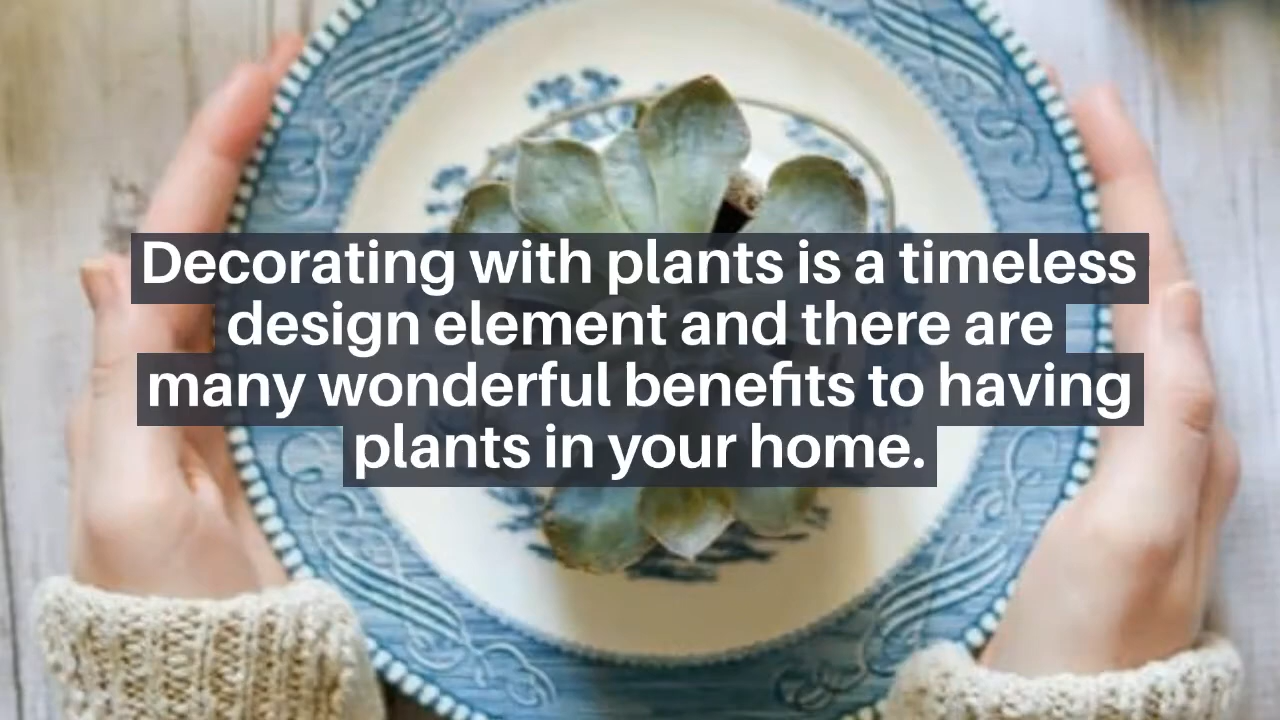 Decorating with plants is a timeless
design element and there are
many wonderful benefits to having
plants in your home.